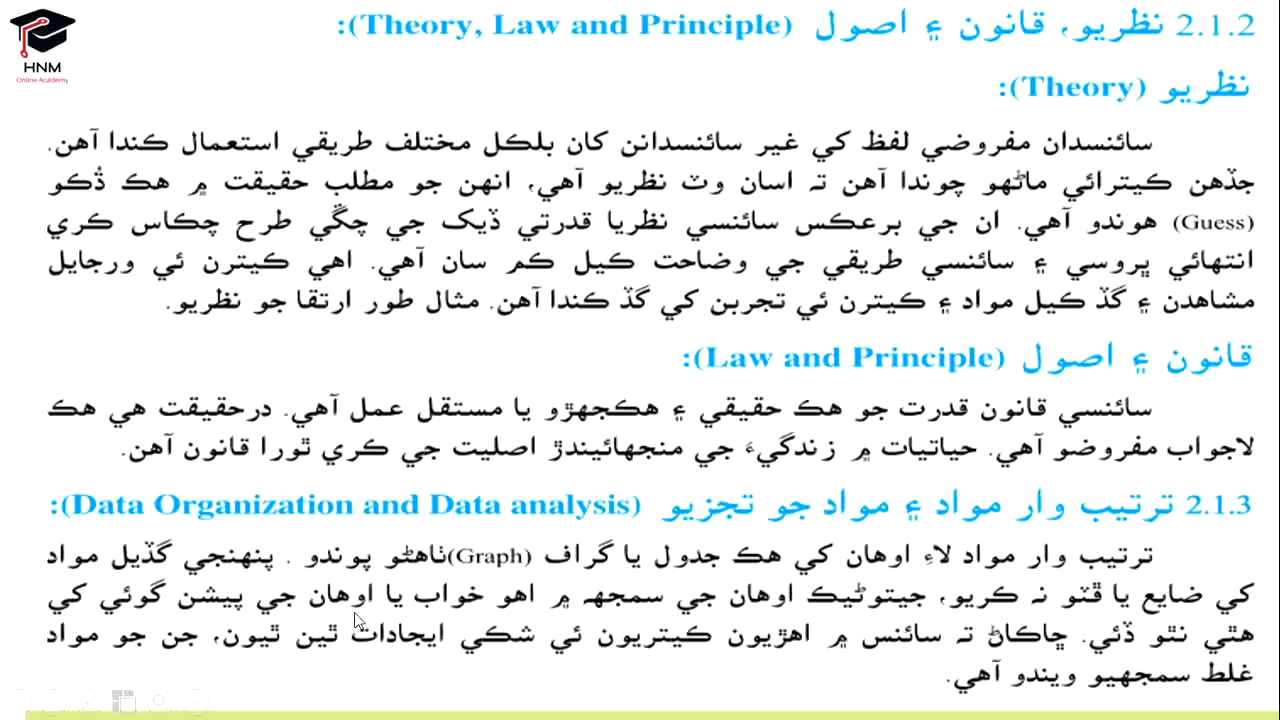 HNM
Online Acudemy
2.1.2 نظريو، قانون ۽ اصول (Theory, Law and Principle):
نظريو (Theory):
سائنسدان مفروضي لفظ کي غير سائنسدانن کان بلڪل مختلف طريقي استعمال ڪندا آهن.
جڏهن ڪيترائي ماڻهو چوندا آهن تہ اسان وٽ نظريو آهي، انهن جو مطلب حقيقت ۾ هڪ ڌُڪو
(Guess) هوندو آهي. ان جي برعڪس سائنسي نظريا قدرتي ڏيک جي چڱي طرح چڪاس ڪري
انتهائي ڀروسي ۽ سائنسي طريقي جي وضاحت ڪيل ڪم سان آهي. اهي ڪيترن ئي ورجايل
مشاهدن ۽ گڏ ڪيل مواد ۽ ڪيترن ئي تجربن کي گڏ ڪندا آهن. مثال طور ارتقا جو نظريو.
قانون ۽ اصول (Law and Principle):
سائنسي قانون قدرت جو هڪ حقيقي ۽ هڪجهڙو يا مستقل عمل آهي. درحقيقت هي هڪ
لاجواب مفروضو آهي. حياتيات ۾ زندگيءَ جي منجهائيندڙ اصليت جي ڪري ٿورا قانون آهن.
2.1.3 ترتيب وار مواد ۽ مواد جو تجزيو (Data Organization and Data analysis):
ترتيب وار مواد لاءِ اوهان کي هڪ جدول يا گراف (Graph)ٺاهڻو پوندو . پنهنجي گڏيل مواد
کي ضايع يا ڦٽو نہ ڪريو، جيتوڻيڪ اوهان جي سمجهہ ۾ اهو خواب يا اوهان جي پيشن گوئي کي
هٿي نٿو ڏئي. ڇاڪاڻ تہ سائنس ۾ اهڙيون ڪيتريون ئي شڪي ايجادات ٿين ٿيون، جن جو مواد
غلط سمجهيو ويندو آهي.